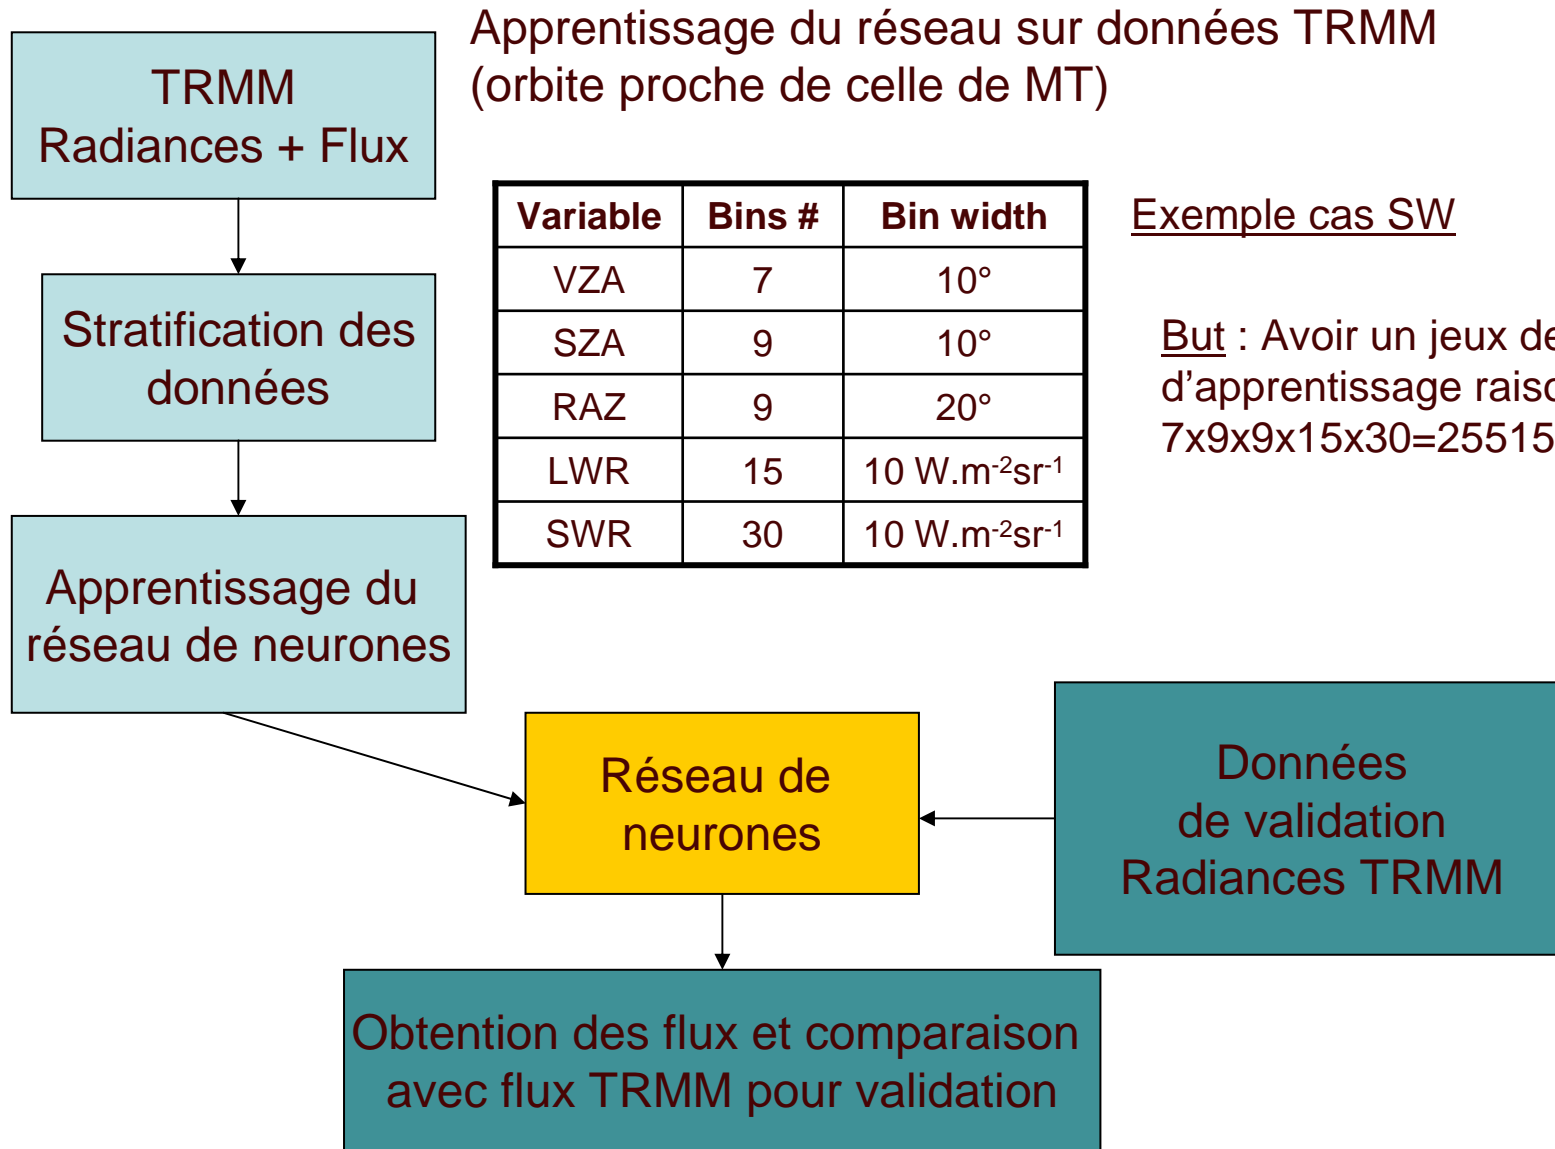 Apprentissage du réseau sur données TRMM
(orbite proche de celle de MT)
TRMM
Radiances + Flux
Stratification des
données
Apprentissage du
réseau de neurones
Variable Bins # Bin width
VZA 7 10°
SZA 9 10°
RAZ 9 20°
LWR 15 10 W.m-2sr-1
SWR 30 10 W.m-2sr-1
Exemple cas SW
But : Avoir un jeux de
d'apprentissage
7x9x9x15x30=25515
Réseau de
neurones
Données
de validation
Radiances TRMM
Obtention des flux et comparaison
avec flux TRMM pour validation